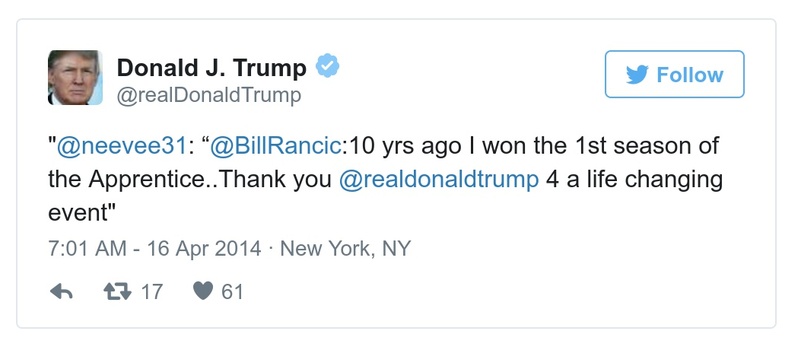 Donald J. Trump
@realDonaldTrump
Follow
"@neevee31: “@BillRancic:10 yrs ago I won the 1st season of
the Apprentice..Thank you @realdonaldtrump 4 a life changing
event"
7:01 AM - 16 Apr 2014 · New York, NY
17 61